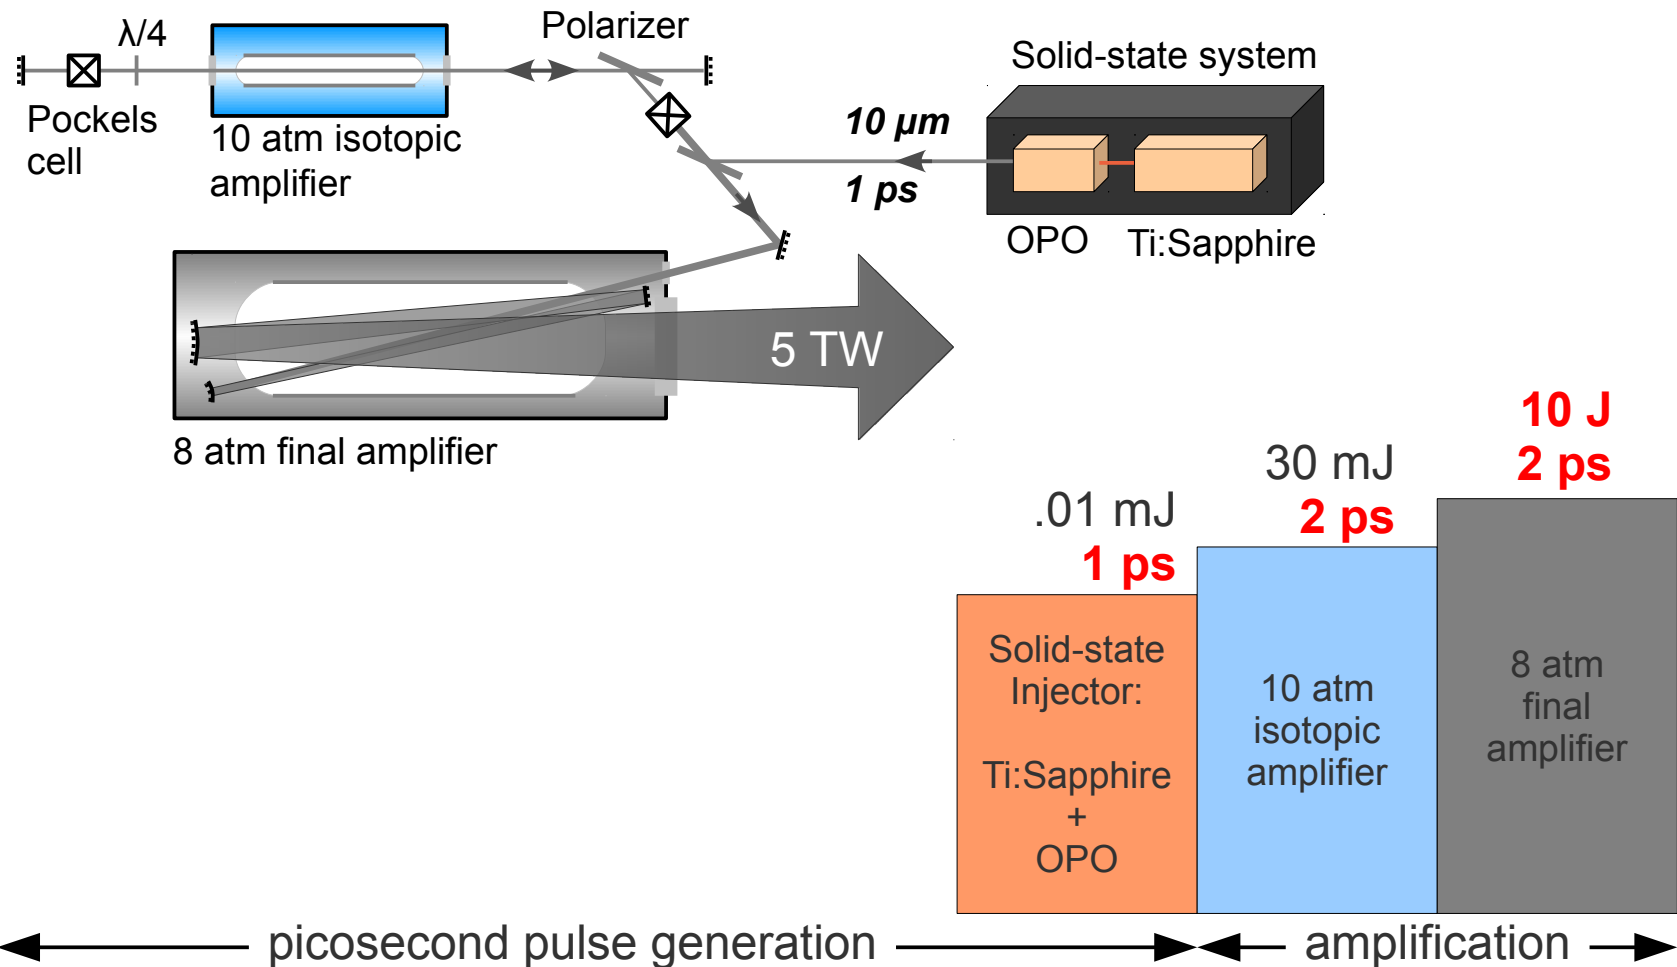 λ/4
Polarizer
Solid-state system
Pockels
cell
10 atm isotopic
amplifier
10 µm
1 ps
OPO
Ti:Sapphire
5 TW
8 atm final amplifier
.01 mJ
1 ps
30 mJ
2 ps
10 J
2 ps
Solid-state
Injector:
Ti:Sapphire
+
OPO
10 atm
isotopic
amplifier
8 atm
final
amplifier
picosecond pulse generation
amplification